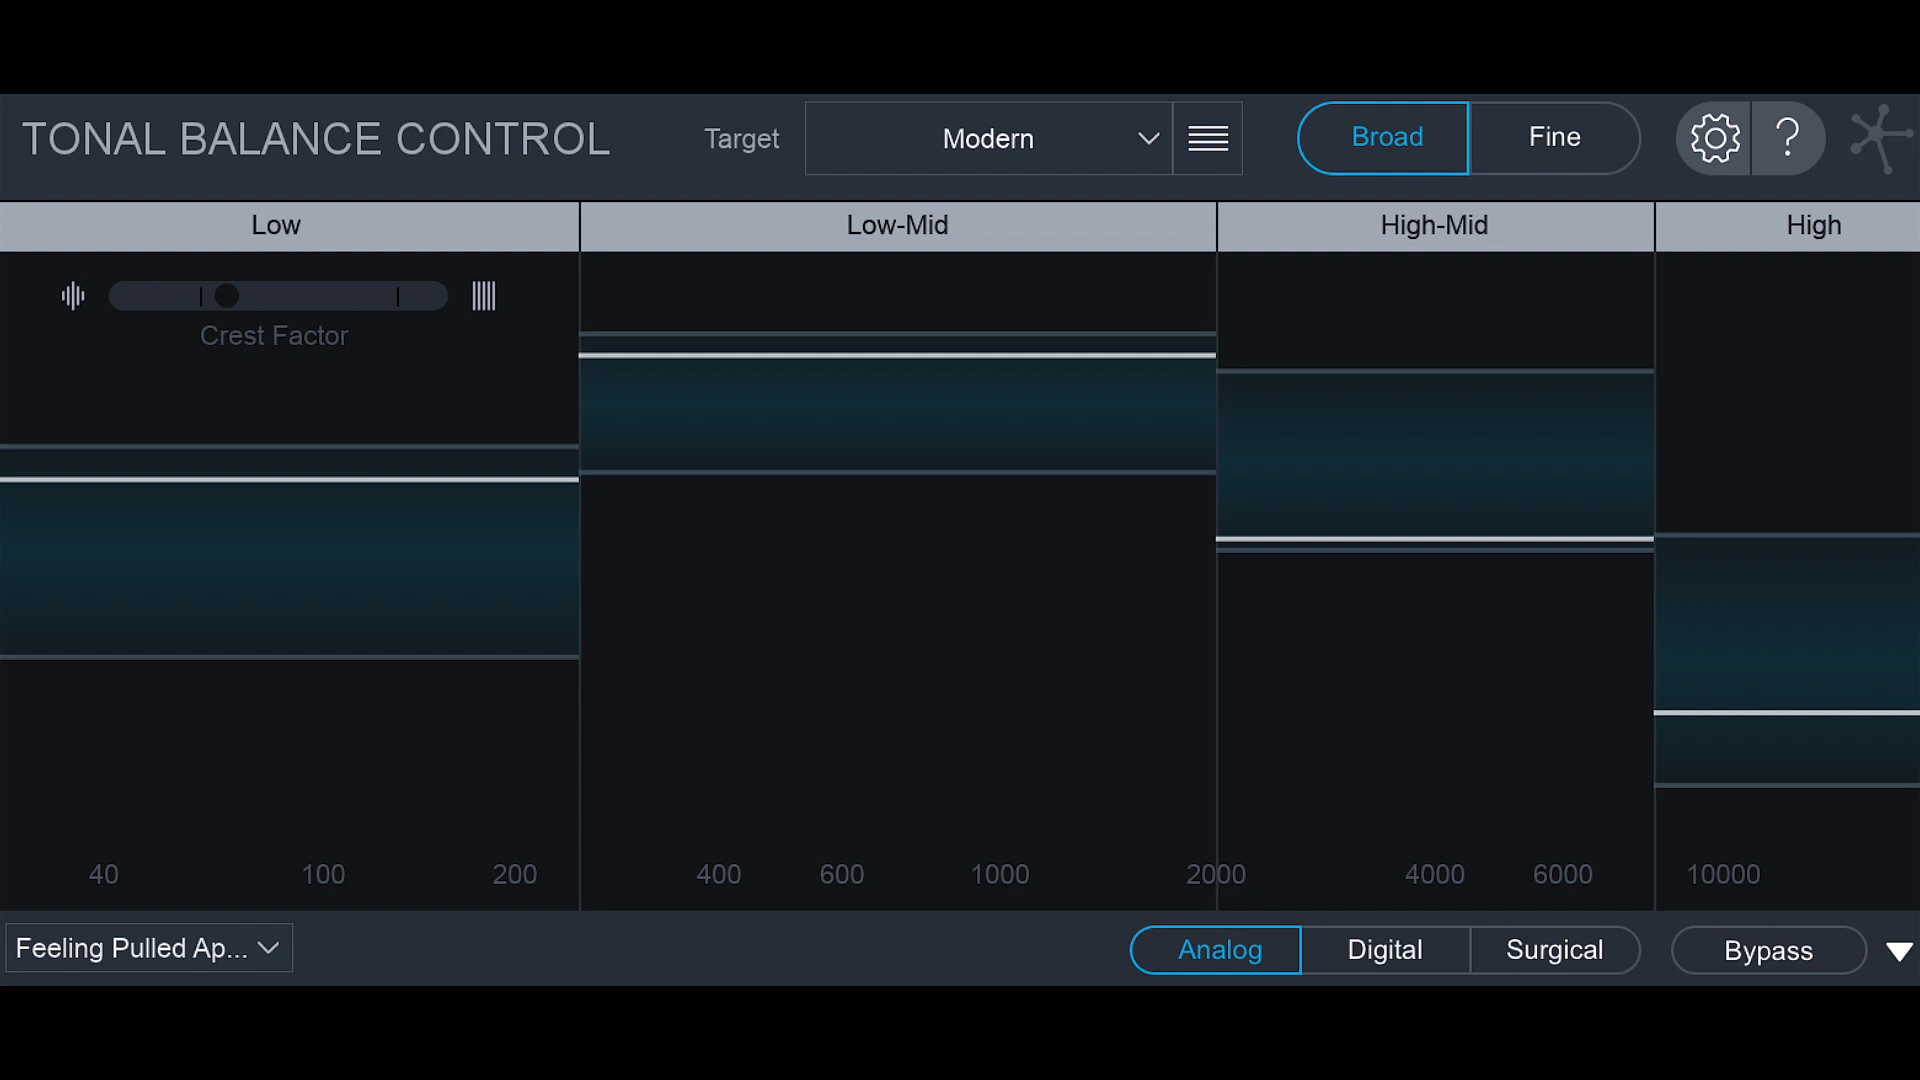 TONAL BALANCE CONTROL Target Modern Broad Fine ?
Low Low-Mid High-Mid High
Crest Factor
40 100 200 400 600 1000 2000 4000 6000 10000
Feeling Pulled Ap... Analog Digital Surgical Bypass